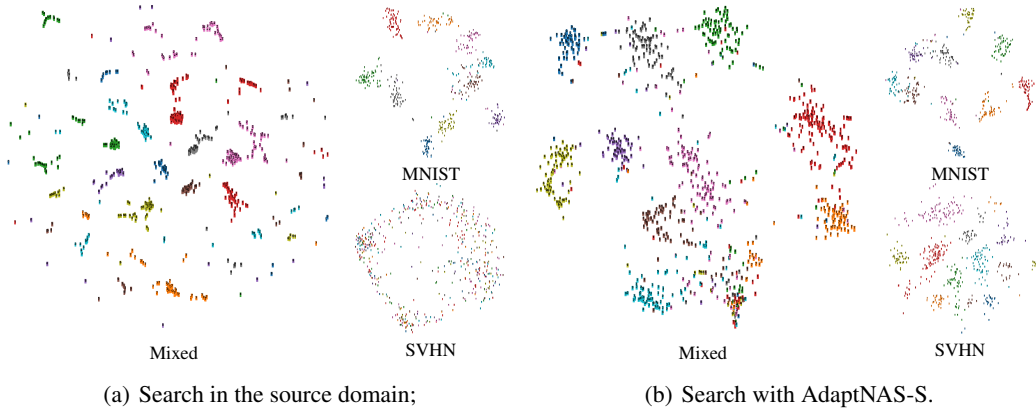 MNIST
SVHN
Mixed
(a) Search in the source domain;
MNIST
SVHN
Mixed
(b) Search with AdaptNAS-S.